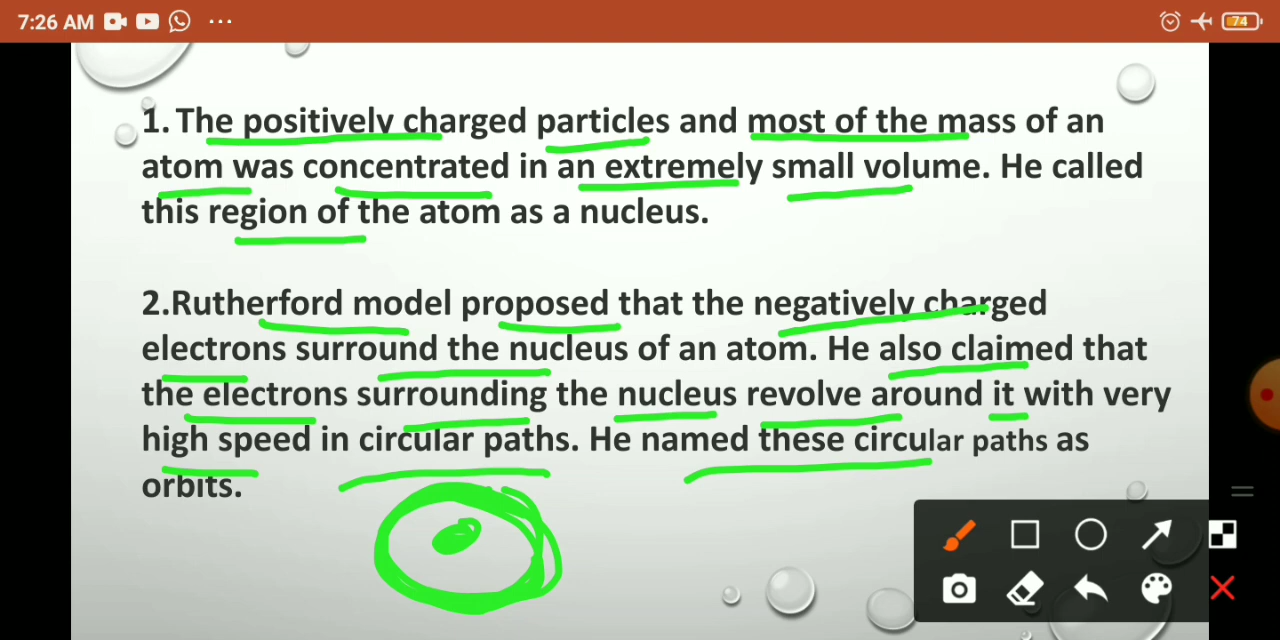 7:26 AM
74
1. The positively charged particles and most of the mass of an
atom was concentrated in an extremely small volume. He called
this region of the atom as a nucleus.
2.Rutherford model proposed that the negatively charged
electrons surround the nucleus of an atom. He also claimed that
the electrons surrounding the nucleus revolve around it with very
high speed in circular paths. He named these circular paths as
orbits.